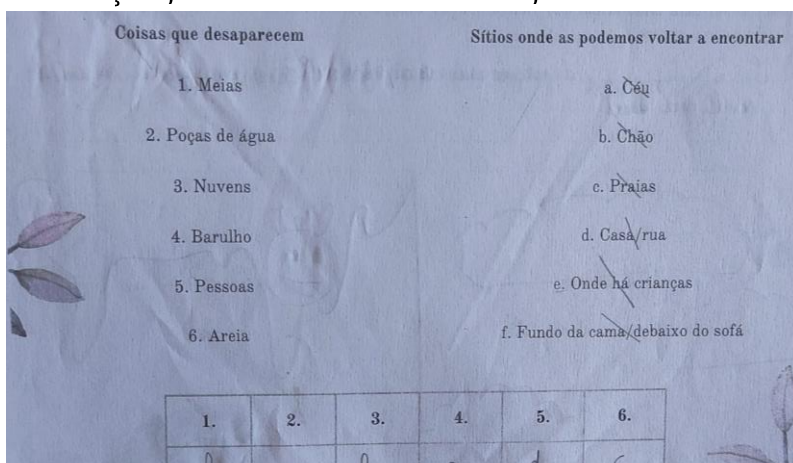 Coisas que desaparecem
Sítios onde as podemos voltar a encontrar
1. Meias
a. Céu
2. Poças de água
b. Chão
3. Nuvens
c. Praias
4. Barulho
d. Casa/rua
5. Pessoas
e. Onde há crianças
6. Areia
f. Fundo da cama/debaixo do sofá
1. 2. 3. 4. 5. 6.